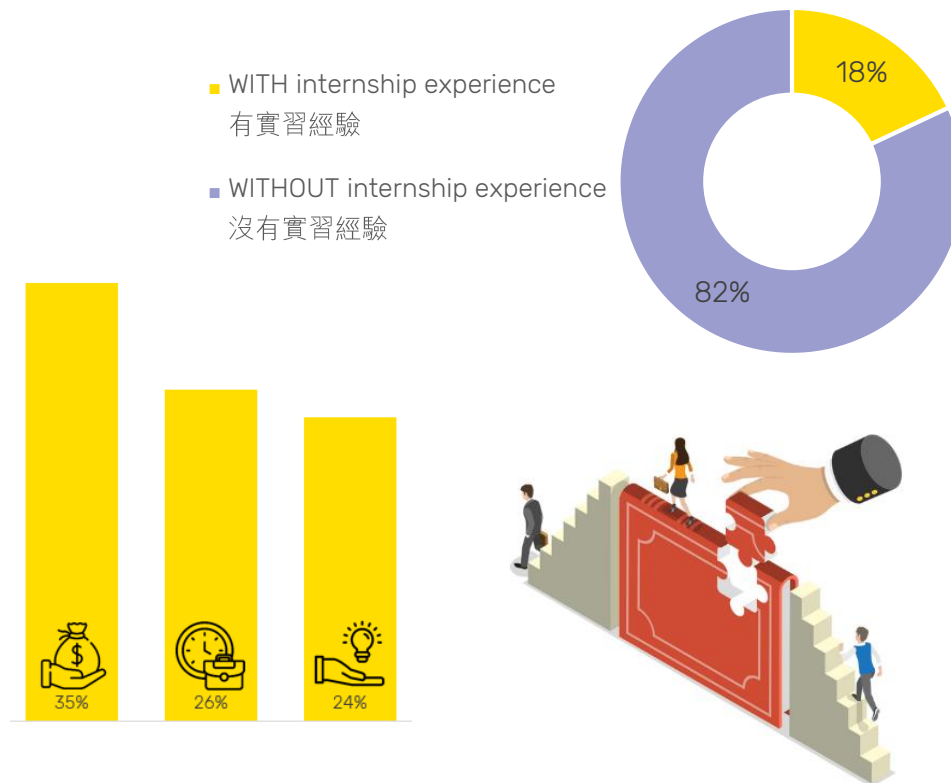 WITH internship experience
有實習經驗
WITHOUT internship experience
沒有實習經驗
18%
82%
$
35%
26%
24%